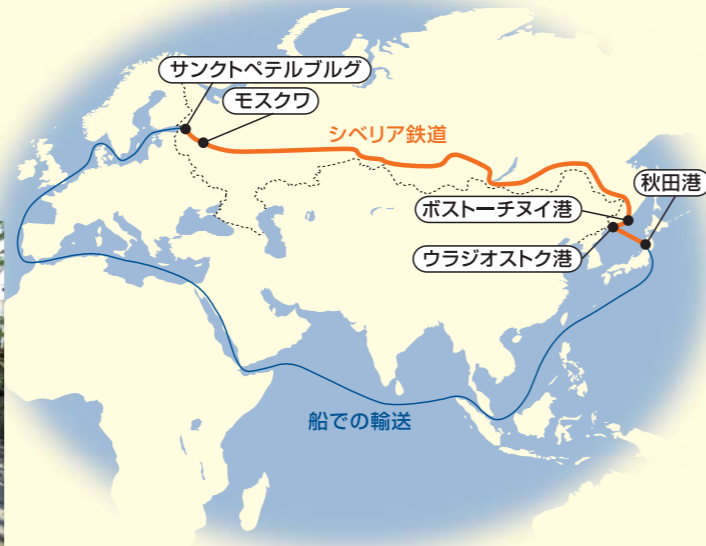 サンクトペテルブルグ
モスクワ
シベリア鉄道
秋田港
ボストーチヌイ港
ウラジオストク港
船での輸送